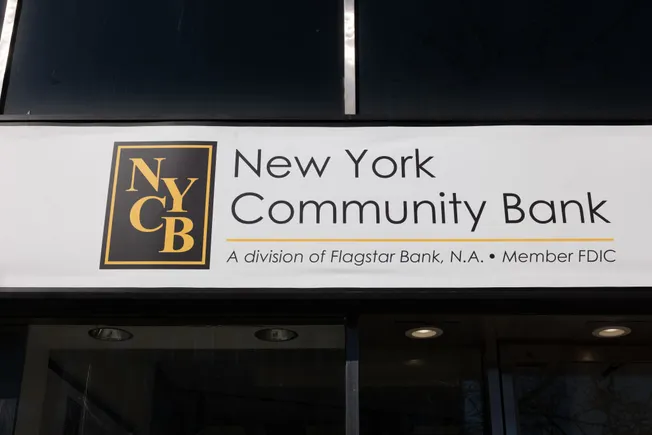 NYCB
New York
Community Bank
A division of Flagstar Bank, N.A. • Member FDIC